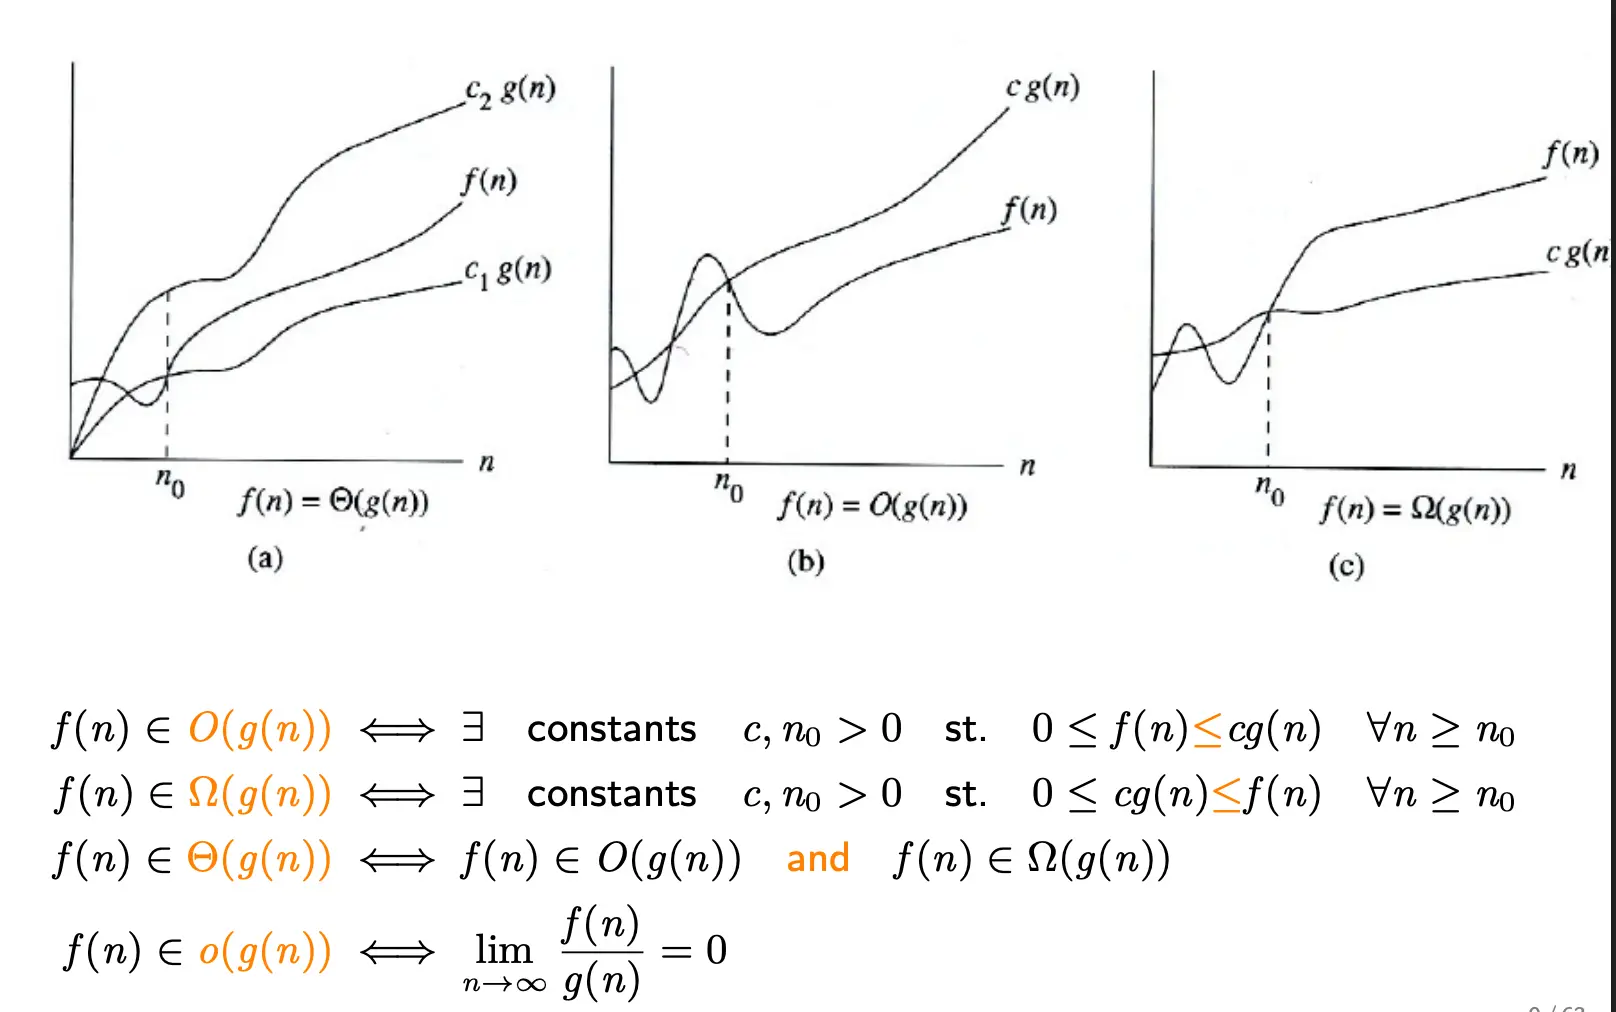 c₂ g(n)
f(n)
c₁ g(n)
n
n₀
f(n) = Θ(g(n))
(a)
c g(n)
f(n)
n
n₀
f(n) = O(g(n))
(b)
f(n)
c g(n
n
n₀
f(n) = Ω(g(n))
(c)
f(n) ∈ O(g(n)) ⟺ ∃ constants c, n₀ > 0 st. 0 ≤ f(n)≤cg(n) ∀n ≥ n₀
f(n) ∈ Ω(g(n)) ⟺ ∃ constants c, n₀ > 0 st. 0 ≤ cg(n)≤f(n) ∀n ≥ n₀
f(n) ∈ Θ(g(n)) ⟺ f(n) ∈ O(g(n)) and f(n) ∈ Ω(g(n))
f(n) ∈ o(g(n)) ⟺ lim n→∞ f(n)/g(n) = 0